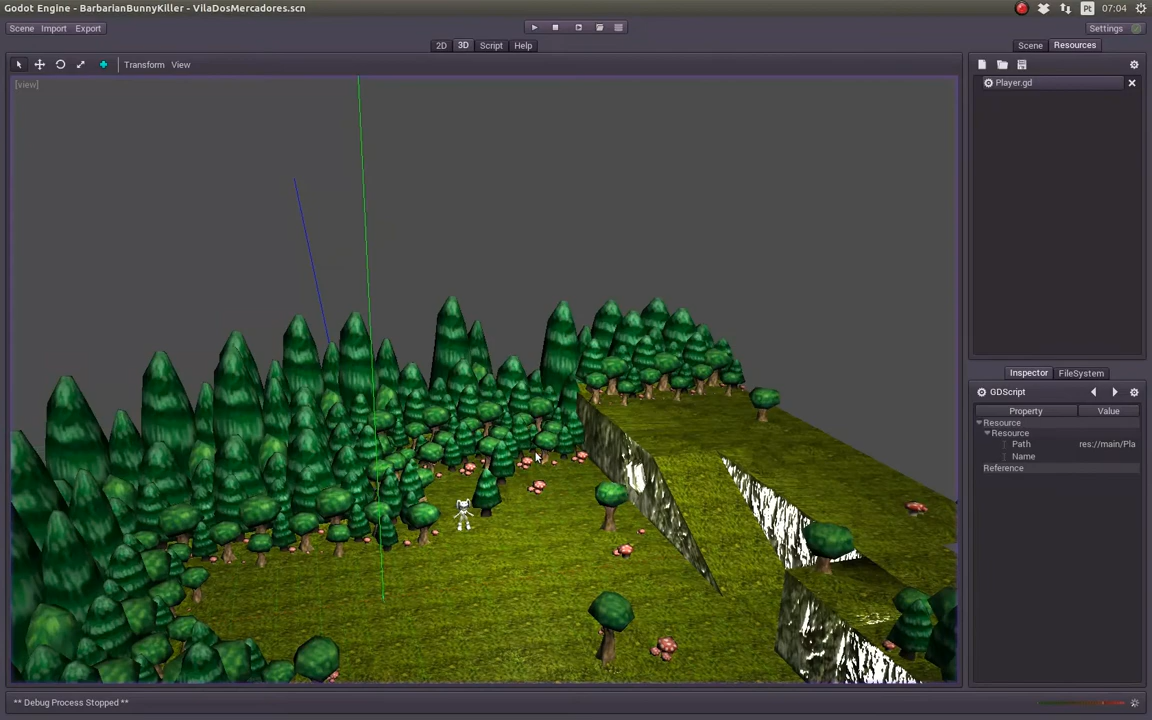 Godot Engine - BarbarianBunnyKiller - VilaDosMercadores.scn
Pt 07:04
Scene Import Export
Settings
2D 3D Script Help
Scene Resources
Transform View
[view]
Player.gd
Inspector FileSystem
GDScript
Property Value
Resource
Resource
Path res://main/Pla
Name
Reference
** Debug Process Stopped **